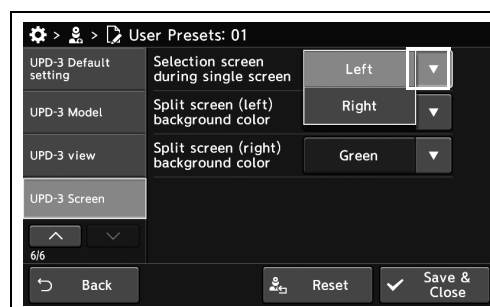 > > User Presets: 01
UPD-3 Default
setting
UPD-3 Model
UPD-3 view
UPD-3 Screen
6/6
Selection screen
during single screen
Left
Right
Split screen (left)
background color
Split screen (right)
background color
Green
Back
Reset
Save &
Close